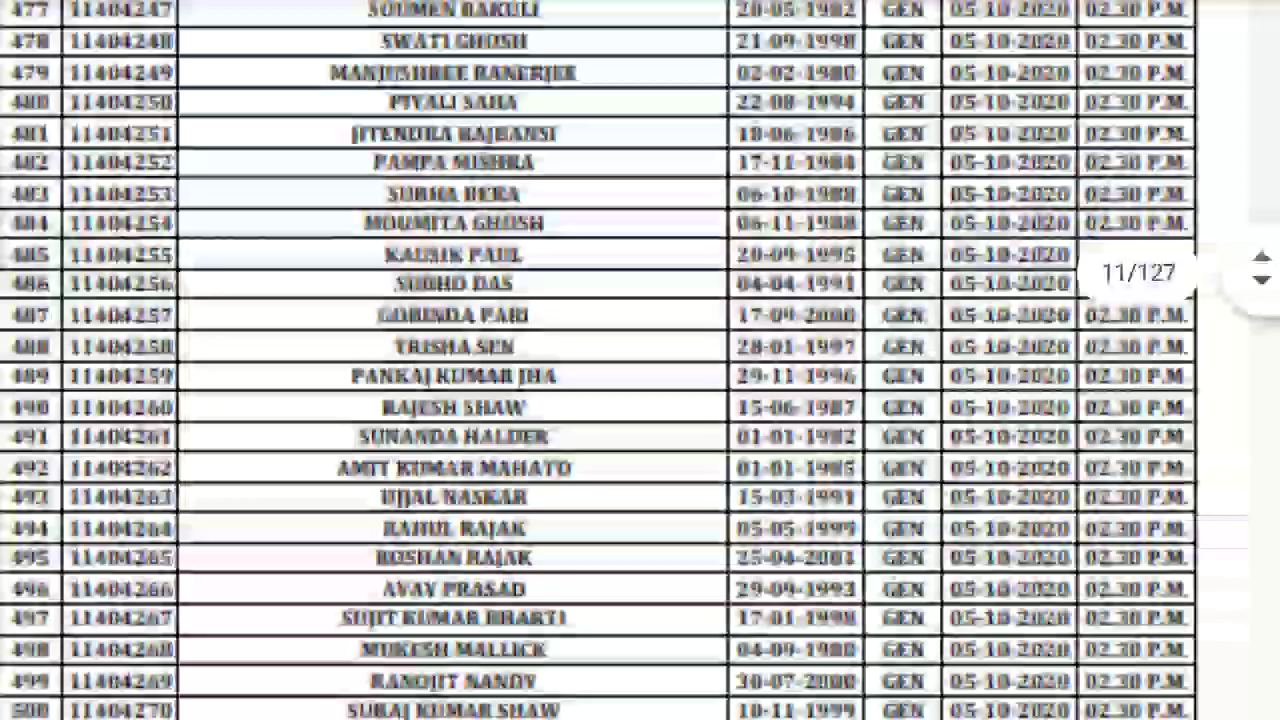 477 11404247 SOUMEN BAKULI 20-05-1982 GEN 05-10-2020 02.30 P.M.
478 11404248 SWATI GHOSH 21-09-1998 GEN 05-10-2020 02.30 P.M.
479 11404249 MANJUSHREE BANERJEE 02-02-1980 GEN 05-10-2020 02.30 P.M.
480 11404250 PIYALI SAHA 22-08-1994 GEN 05-10-2020 02.30 P.M.
481 11404251 JITENDRA RAJBANSI 18-06-1986 GEN 05-10-2020 02.30 P.M.
482 11404252 PAMPA MISHRA 17-11-1984 GEN 05-10-2020 02.30 P.M.
483 11404253 SUBHA BERA 06-10-1988 GEN 05-10-2020 02.30 P.M.
484 11404254 MOUMITA GHOSH 06-11-1988 GEN 05-10-2020 02.30 P.M.
485 11404255 KAUSIK PAUL 20-09-1995 GEN 05-10-2020
11/127
486 11404256 SUBHO DAS 04-04-1991 GEN 05-10-2020
487 11404257 GOBINDA PARI 17-09-2000 GEN 05-10-2020 02.30 P.M.
488 11404258 TRISHA SEN 28-01-1997 GEN 05-10-2020 02.30 P.M.
489 11404259 PANKAJ KUMAR JHA 29-11-1996 GEN 05-10-2020 02.30 P.M.
490 11404260 RAJESH SHAW 15-06-1987 GEN 05-10-2020 02.30 P.M.
491 11404261 SUNANDA HALDER 01-01-1982 GEN 05-10-2020 02.30 P.M.
492 11404262 AMIT KUMAR MAHATO 01-01-1985 GEN 05-10-2020 02.30 P.M.
493 11404263 UJJAL NASKAR 15-03-1991 GEN 05-10-2020 02.30 P.M.
494 11404264 RAHUL RAJAK 05-05-1999 GEN 05-10-2020 02.30 P.M.
495 11404265 ROSHAN RAJAK 25-04-2001 GEN 05-10-2020 02.30 P.M.
496 11404266 AVAY PRASAD 29-09-1993 GEN 05-10-2020 02.30 P.M.
497 11404267 SUJIT KUMAR BHARTI 17-01-1998 GEN 05-10-2020 02.30 P.M.
498 11404268 MUKESH MALLICK 04-09-1980 GEN 05-10-2020 02.30 P.M.
499 11404269 RANOJIT NANDY 30-07-2000 GEN 05-10-2020 02.30 P.M.
500 11404270 SURAJ KUMAR SHAW 10-11-1999 GEN 05-10-2020 02.30 P.M.